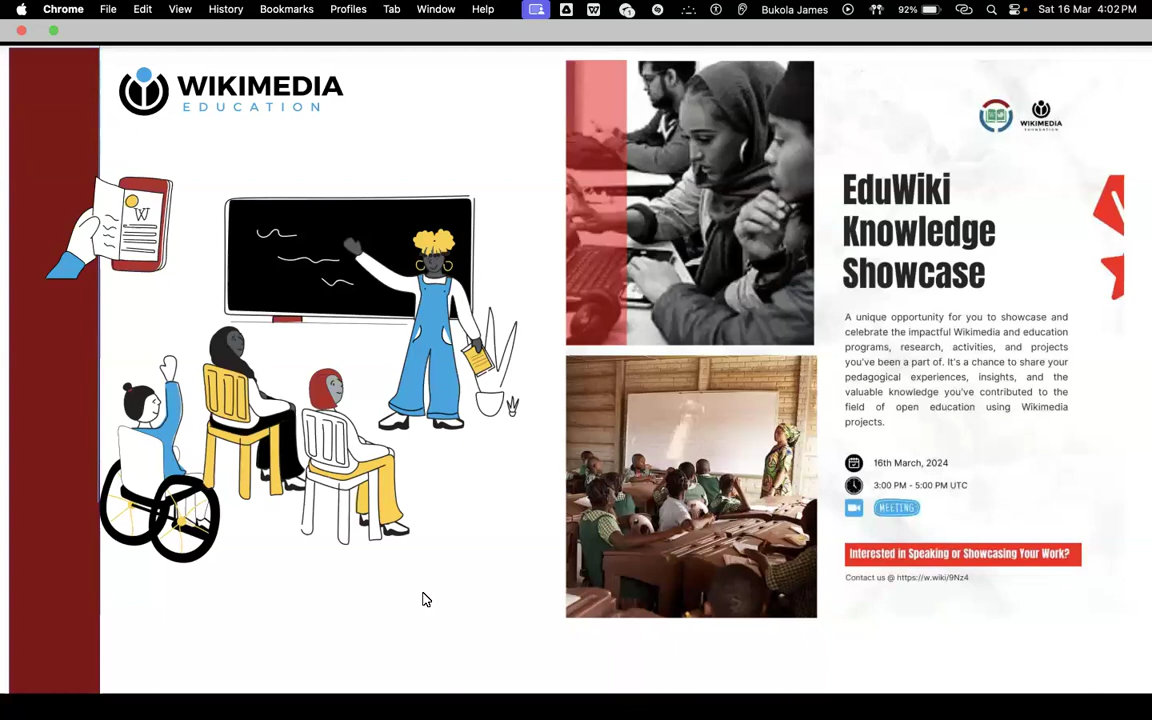 Chrome File Edit View History Bookmarks Profiles Tab Window Help Bukola James 92% Sat 16 Mar 4:02 PM
WIKIMEDIA
EDUCATION
W
WIKIMEDIA
FOUNDATION
EduWiki
Knowledge
Showcase
A unique opportunity for you to showcase and
celebrate the impactful Wikimedia and education
programs, research, activities, and projects
you've been a part of. It's a chance to share your
pedagogical experiences, insights, and the
valuable knowledge you've contributed to the
field of open education using Wikimedia
projects.
16th March, 2024
3:00 PM - 5:00 PM UTC
MEETING
Interested in Speaking or Showcasing Your Work?
Contact us @ https://w.wiki/9Nz4